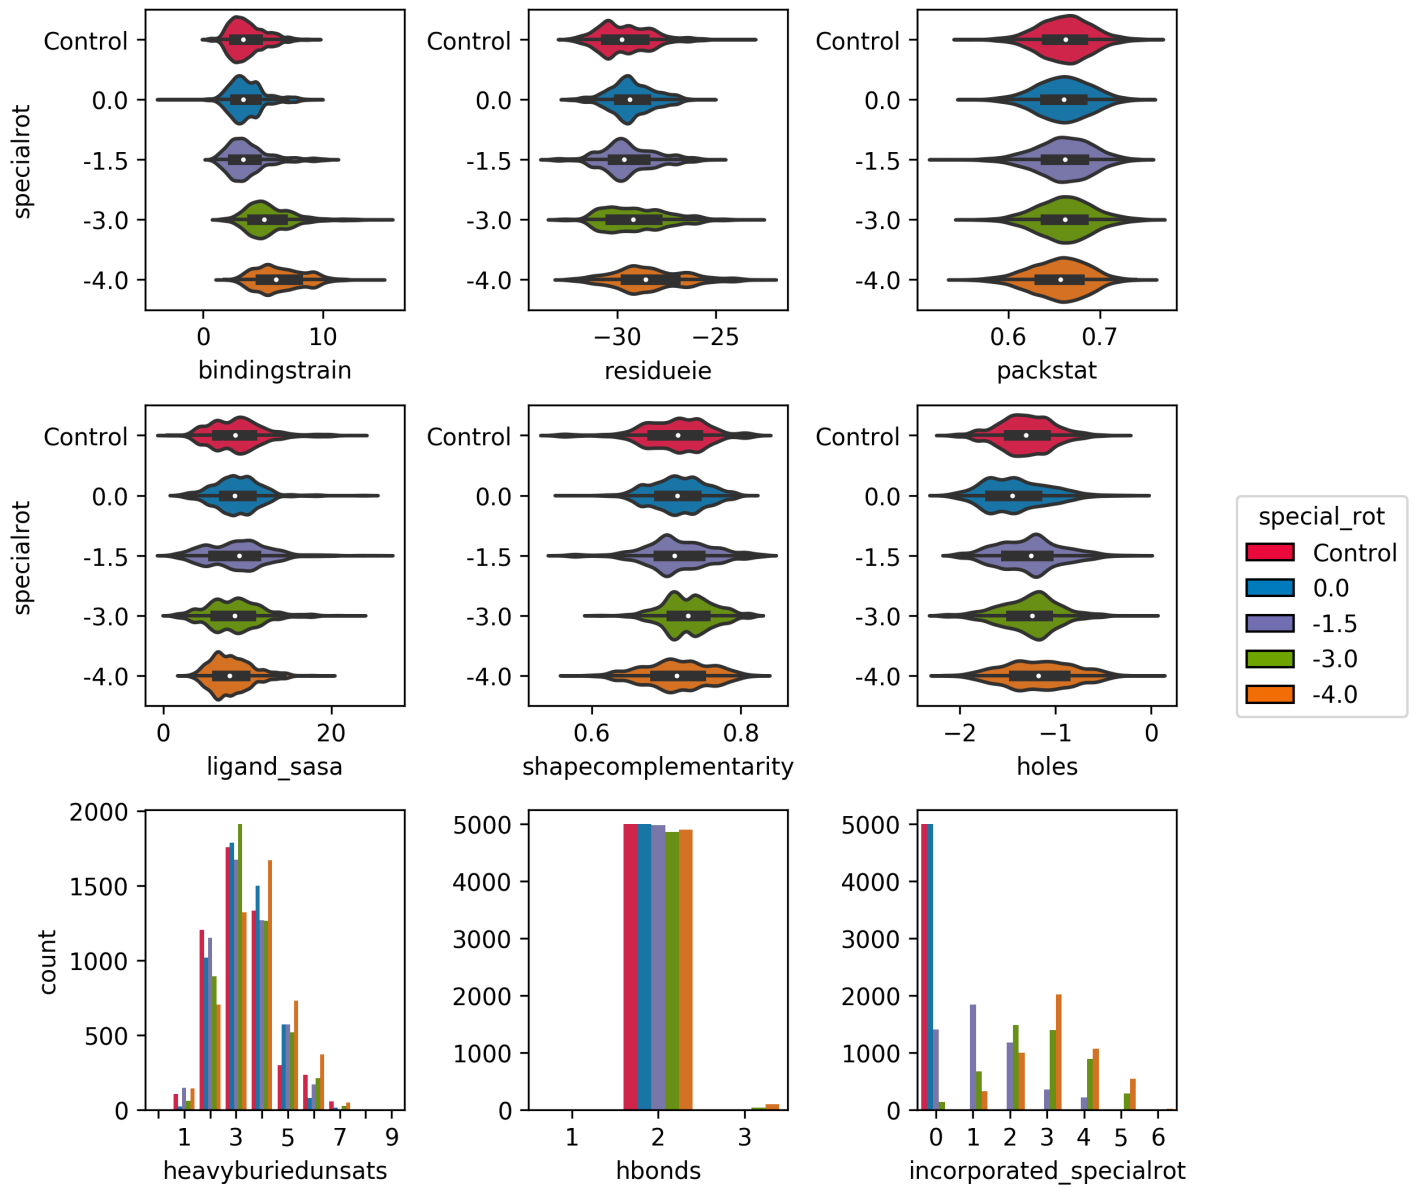 specialrot
Control
0.0
-1.5
-3.0
-4.0
0 10
bindingstrain
Control
0.0
-1.5
-3.0
-4.0
−30 −25
residueie
Control
0.0
-1.5
-3.0
-4.0
0.6 0.7
packstat
specialrot
Control
0.0
-1.5
-3.0
-4.0
0 20
ligand_sasa
Control
0.0
-1.5
-3.0
-4.0
0.6 0.8
shapecomplementarity
Control
0.0
-1.5
-3.0
-4.0
−2 −1 0
holes
special_rot
Control
0.0
-1.5
-3.0
-4.0
count
2000
1500
1000
500
0
1 3 5 7 9
heavyburiedunsats
5000
4000
3000
2000
1000
0
1 2 3
hbonds
5000
4000
3000
2000
1000
0
0 1 2 3 4 5 6
incorporated_specialrot